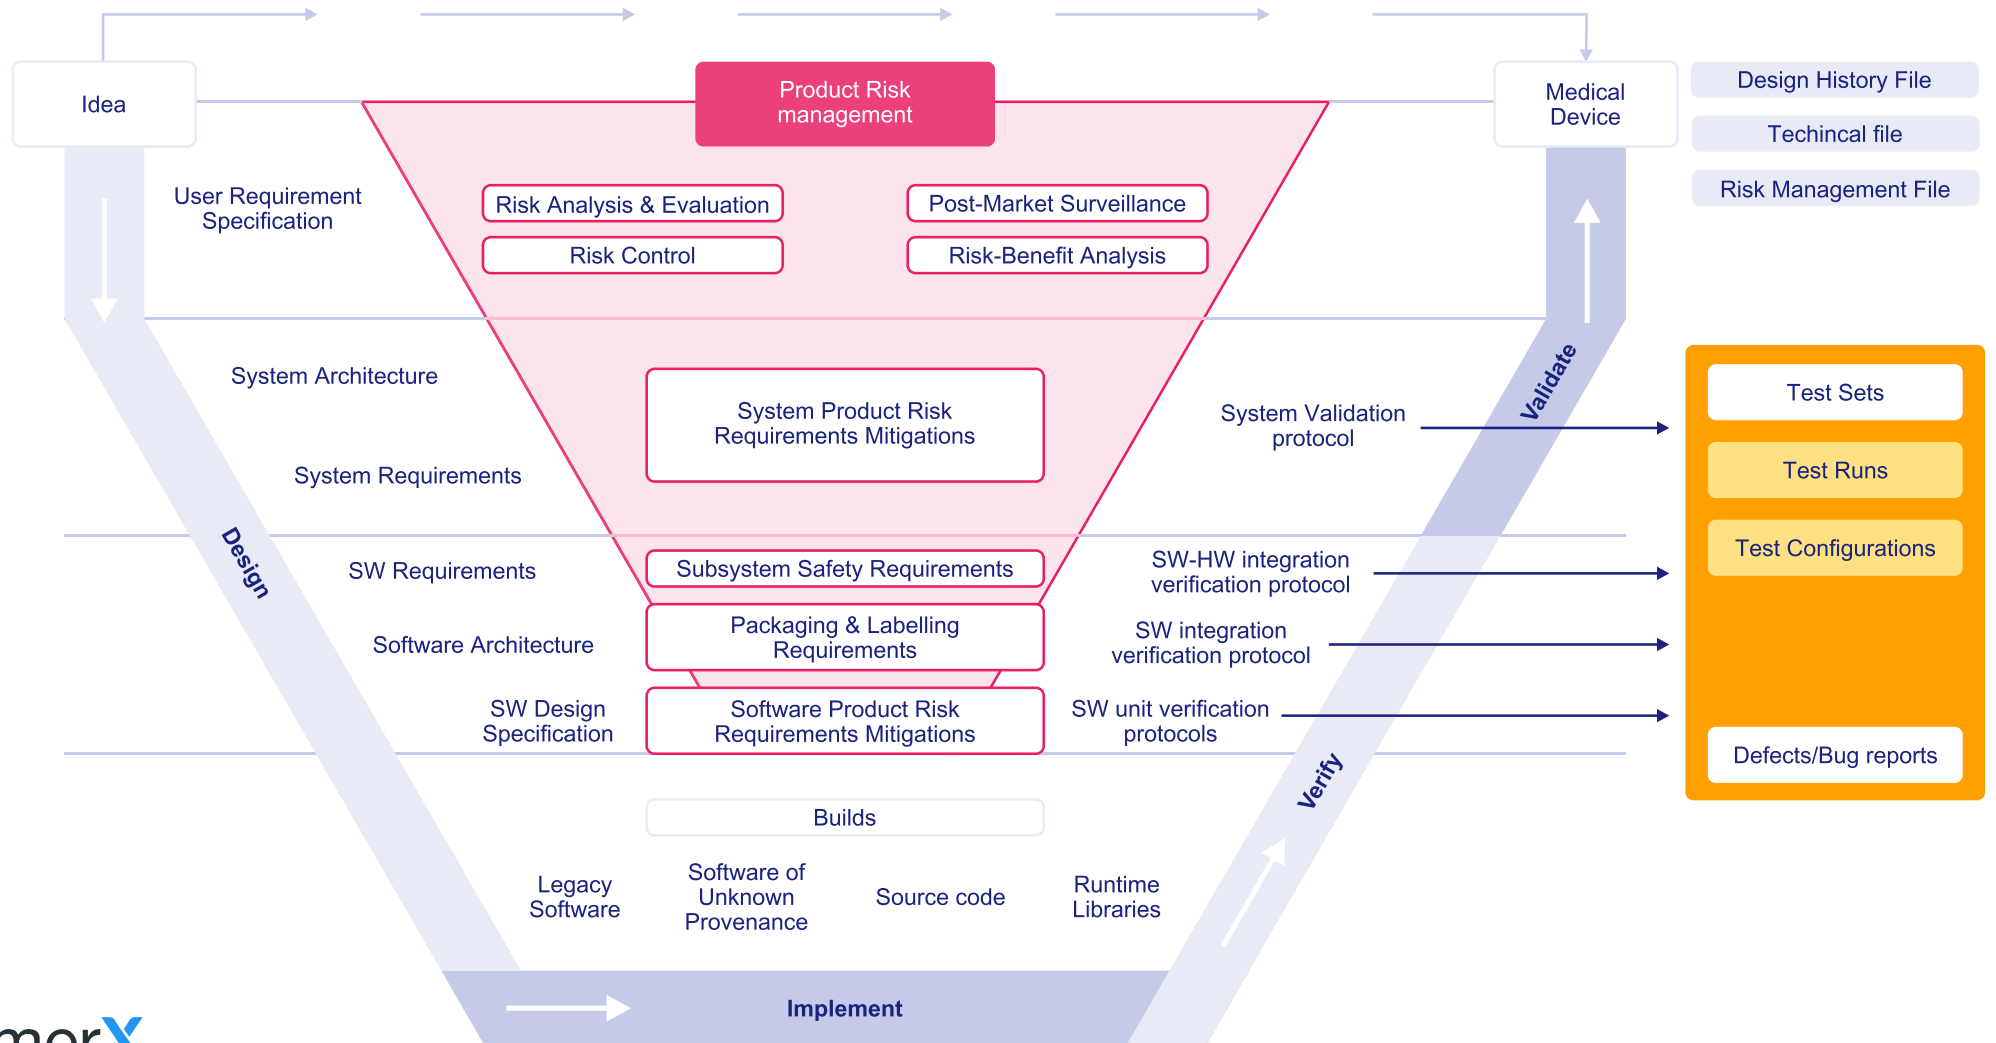 Idea
Product Risk
management
Medical
Device
Design History File
Techincal file
Risk Management File
User Requirement
Specification
Risk Analysis & Evaluation
Post-Market Surveillance
Risk Control
Risk-Benefit Analysis
System Architecture
System Requirements
System Product Risk
Requirements Mitigations
System Validation
protocol
Validate
Test Sets
Test Runs
Test Configurations
Defects/Bug reports
Design
SW Requirements
Subsystem Safety Requirements
SW-HW integration
verification protocol
Software Architecture
Packaging & Labelling
Requirements
SW integration
verification protocol
SW Design
Specification
Software Product Risk
Requirements Mitigations
SW unit verification
protocols
Verify
Builds
Legacy
Software
Software of
Unknown
Provenance
Source code
Runtime
Libraries
Implement